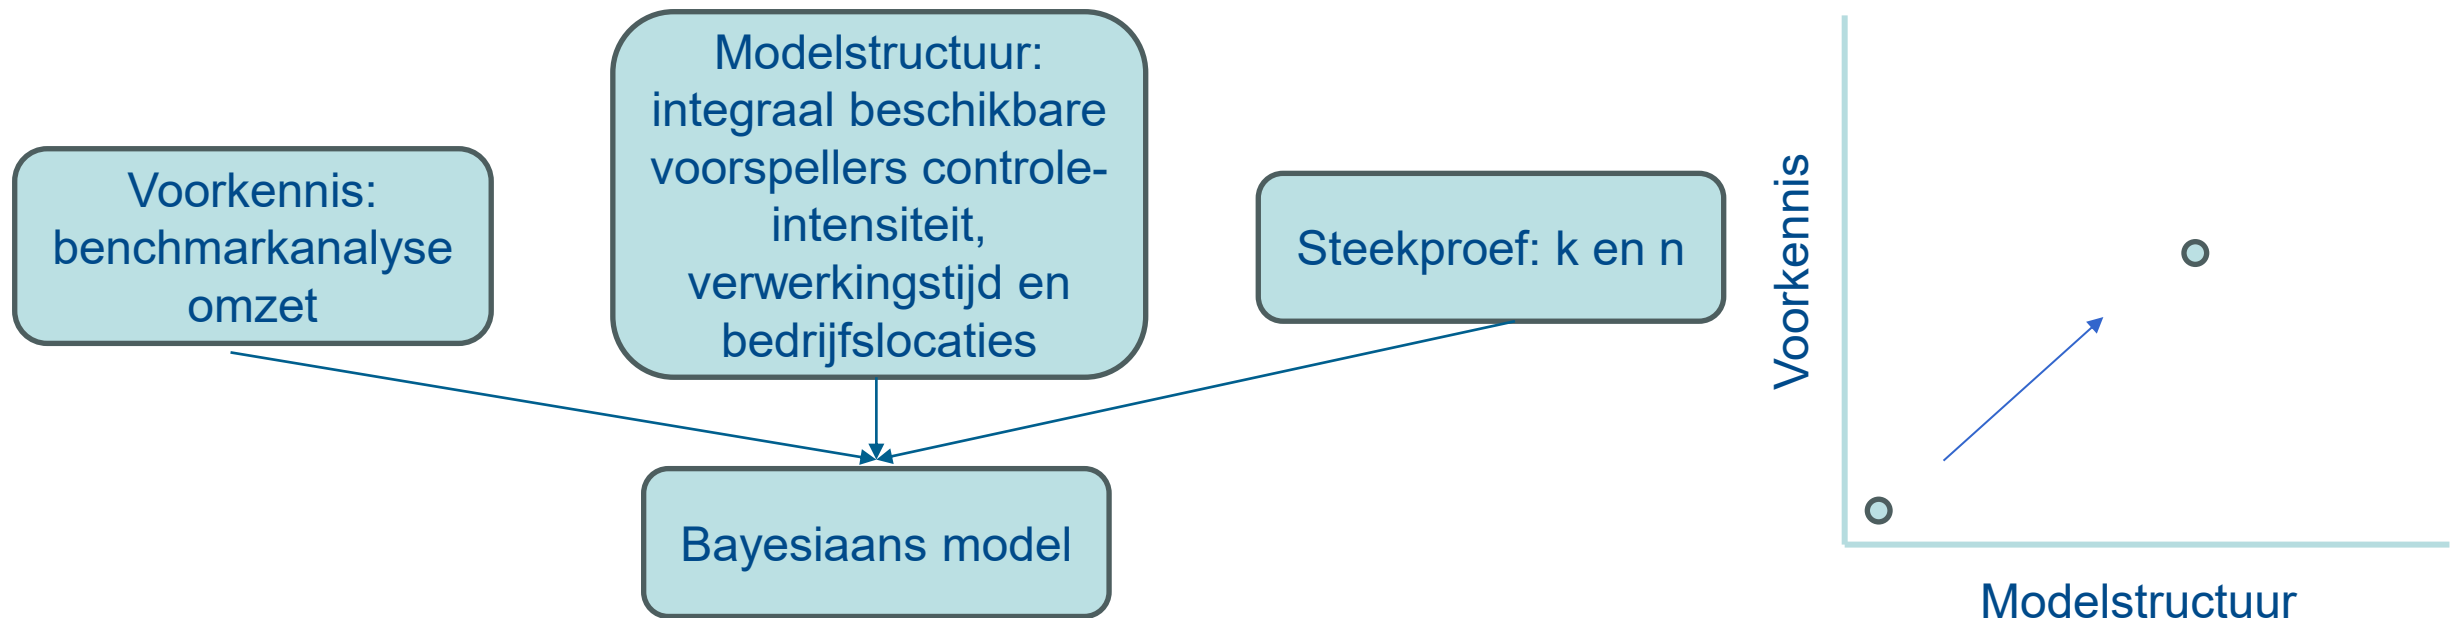 Voorkennis:
benchmarkanalyse
omzet
Modelstructuur:
integraal beschikbare
voorspellers controle-
intensiteit,
verwerkingstijd en
bedrijfslocaties
Steekproef: k en n
Bayesiaans model
Voorkennis
Modelstructuur